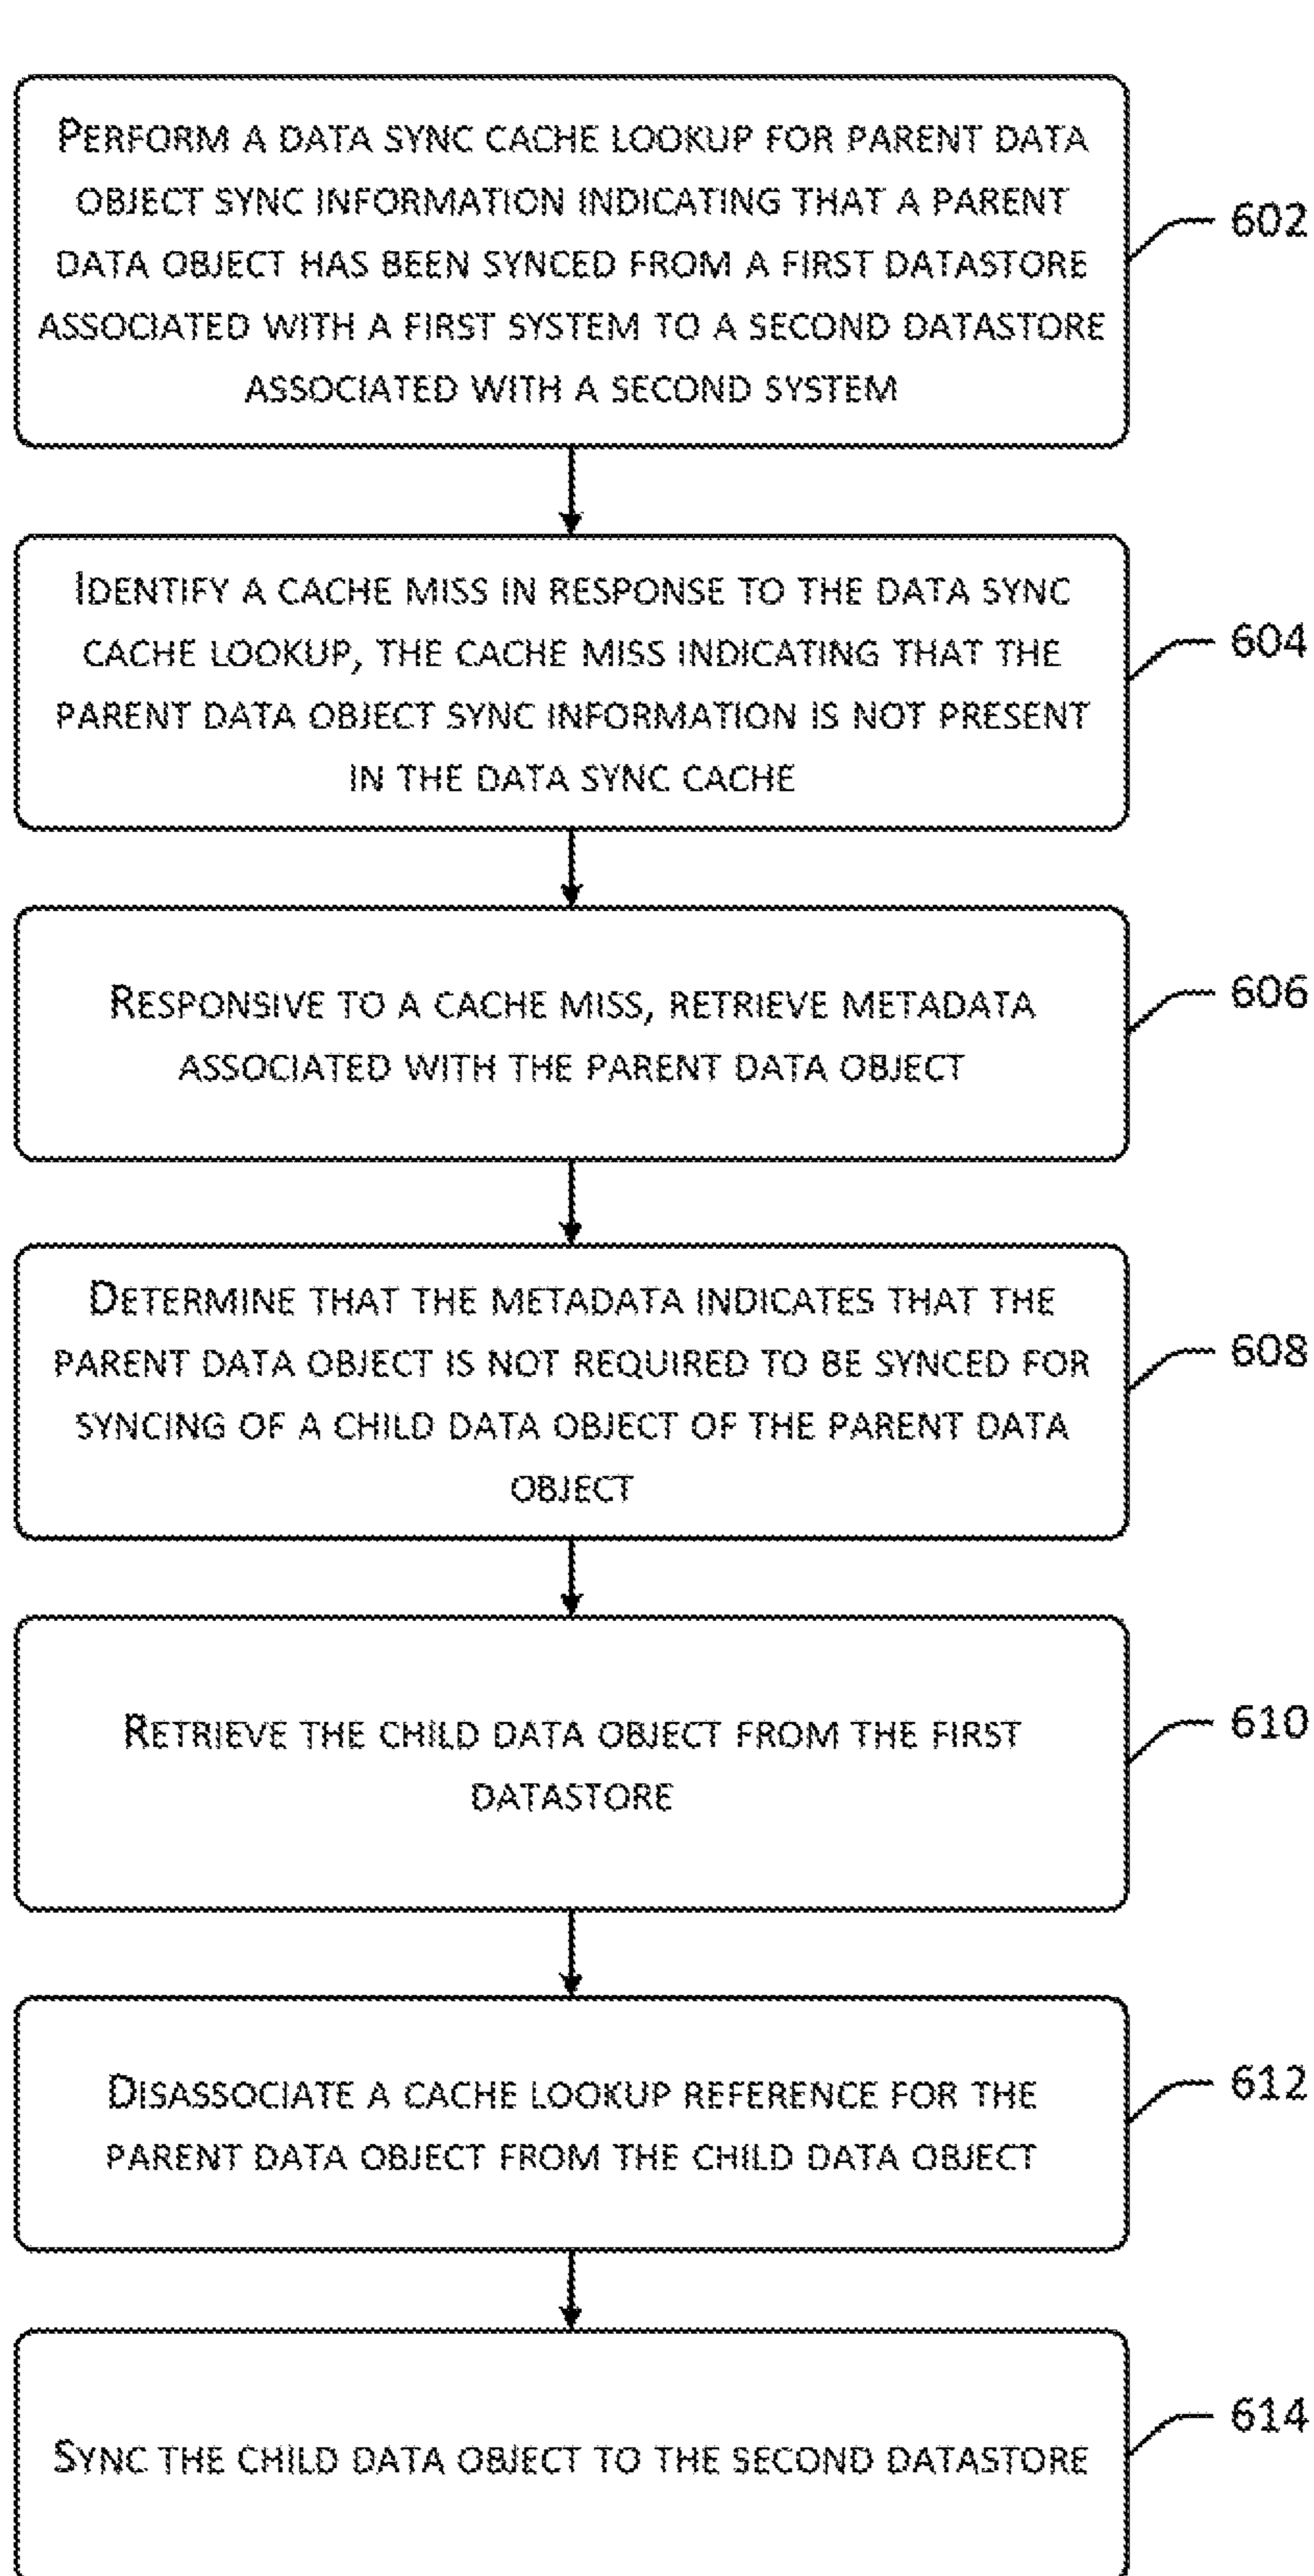 PERFORM A DATA SYNC CACHE LOOKUP FOR PARENT DATA
OBJECT SYNC INFORMATION INDICATING THAT A PARENT
DATA OBJECT HAS BEEN SYNCED FROM A FIRST DATASTORE
ASSOCIATED WITH A FIRST SYSTEM TO A SECOND DATASTORE
ASSOCIATED WITH A SECOND SYSTEM
602
IDENTIFY A CACHE MISS IN RESPONSE TO THE DATA SYNC
CACHE LOOKUP, THE CACHE MISS INDICATING THAT THE
PARENT DATA OBJECT SYNC INFORMATION IS NOT PRESENT
IN THE DATA SYNC CACHE
604
RESPONSIVE TO A CACHE MISS, RETRIEVE METADATA
ASSOCIATED WITH THE PARENT DATA OBJECT
606
DETERMINE THAT THE METADATA INDICATES THAT THE
PARENT DATA OBJECT IS NOT REQUIRED TO BE SYNCED FOR
SYNCING OF A CHILD DATA OBJECT OF THE PARENT DATA
OBJECT
608
RETRIEVE THE CHILD DATA OBJECT FROM THE FIRST
DATASTORE
610
DISASSOCIATE A CACHE LOOKUP REFERENCE FOR THE
PARENT DATA OBJECT FROM THE CHILD DATA OBJECT
612
SYNC THE CHILD DATA OBJECT TO THE SECOND DATASTORE
614